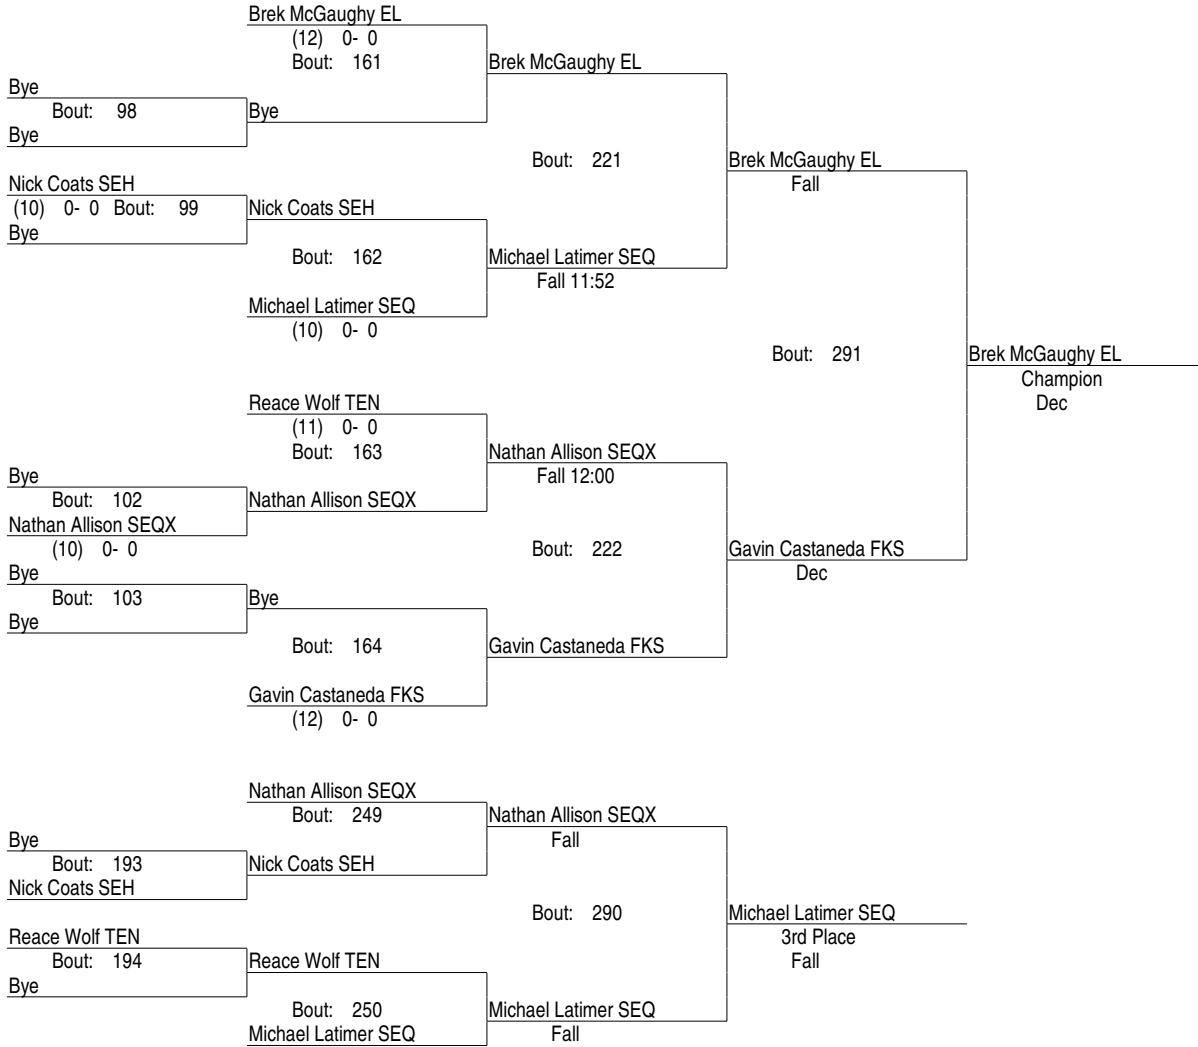 Brek McGaughy EL
(12) 0- 0
Bout: 161
Brek McGaughy EL
Bye
Bout: 98
Bye
Bye
Bout: 221
Brek McGaughy EL
Fall
Nick Coats SEH
(10) 0- 0 Bout: 99
Nick Coats SEH
Bye
Bout: 162
Michael Latimer SEQ
Fall 11:52
Michael Latimer SEQ
(10) 0- 0
Bout: 291
Brek McGaughy EL
Champion
Dec
Reace Wolf TEN
(11) 0- 0
Bout: 163
Nathan Allison SEQX
Fall 12:00
Bye
Bout: 102
Nathan Allison SEQX
Nathan Allison SEQX
(10) 0- 0
Bout: 222
Gavin Castaneda FKS
Dec
Bye
Bout: 103
Bye
Bye
Bout: 164
Gavin Castaneda FKS
Gavin Castaneda FKS
(12) 0- 0
Nathan Allison SEQX
Bout: 249
Nathan Allison SEQX
Fall
Bye
Bout: 193
Nick Coats SEH
Nick Coats SEH
Bout: 290
Michael Latimer SEQ
3rd Place
Fall
Reace Wolf TEN
Bout: 194
Reace Wolf TEN
Bye
Bout: 250
Michael Latimer SEQ
Fall
Michael Latimer SEQ